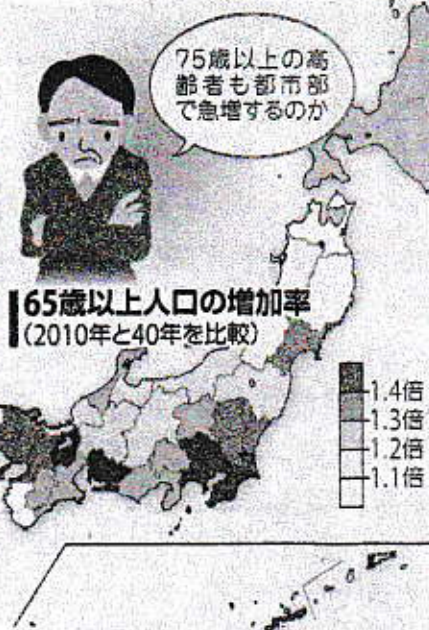 75歳以上の高
齢者も都市部
で急増するのか
65歳以上人口の増加率
(2010年と40年を比較)
1.4倍
1.3倍
1.2倍
1.1倍